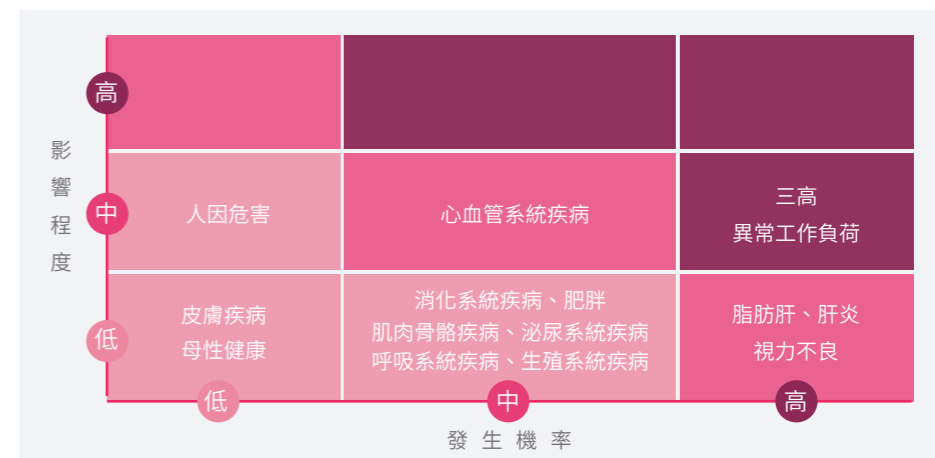 高
影響程度
中
人因危害
心血管系統疾病
三高
異常工作負荷
低
皮膚疾病
母性健康
消化系統疾病、肥胖
肌肉骨骼疾病、泌尿系統疾病
呼吸系統疾病、生殖系統疾病
脂肪肝、肝炎
視力不良
低
中
高
發生機率